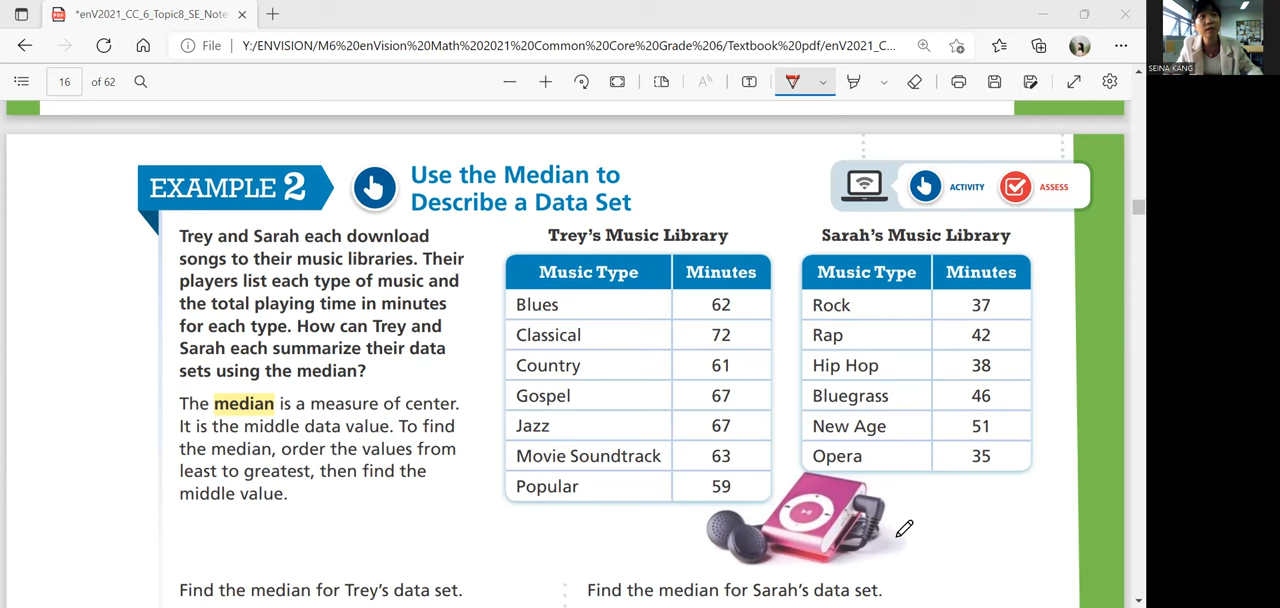 *enV2021_CC_6_Topic8_SE_Note
File
Y:/ENVISION/M6%20enVision%20Math%202021%20Common%20Core%20Grade%206/Textbook%20pdf/enV2021_C...
16 of 62
SEINA KANG
EXAMPLE 2
Use the Median to
Describe a Data Set
ACTIVITY
ASSESS
Trey and Sarah each download
songs to their music libraries. Their
players list each type of music and
the total playing time in minutes
for each type. How can Trey and
Sarah each summarize their data
sets using the median?
The median is a measure of center.
It is the middle data value. To find
the median, order the values from
least to greatest, then find the
middle value.
Trey's Music Library
Music Type Minutes
Blues 62
Classical 72
Country 61
Gospel 67
Jazz 67
Movie Soundtrack 63
Popular 59
Sarah's Music Library
Music Type Minutes
Rock 37
Rap 42
Hip Hop 38
Bluegrass 46
New Age 51
Opera 35
Find the median for Trey's data set.
Find the median for Sarah's data set.